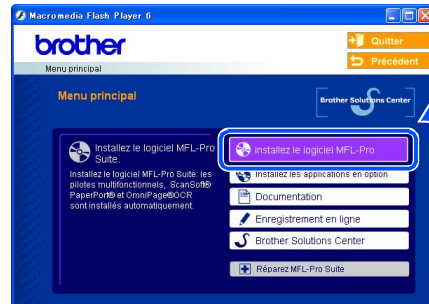 Macromedia Flash Player 6
brother
Quitter
Précédent
Menu principal
Menu principal
Brother Solutions Center
Installez le logiciel MFL-Pro
Suite.
Installez le logiciel MFL-Pro Suite: les
pilotes multifonctionnels, ScanSoft®
PaperPort® et OmniPage®OCR
sont installés automatiquement.
Installez le logiciel MFL-Pro
Installez les applications en option
Documentation
Enregistrement en ligne
Brother Solutions Center
Réparez MFL-Pro Suite